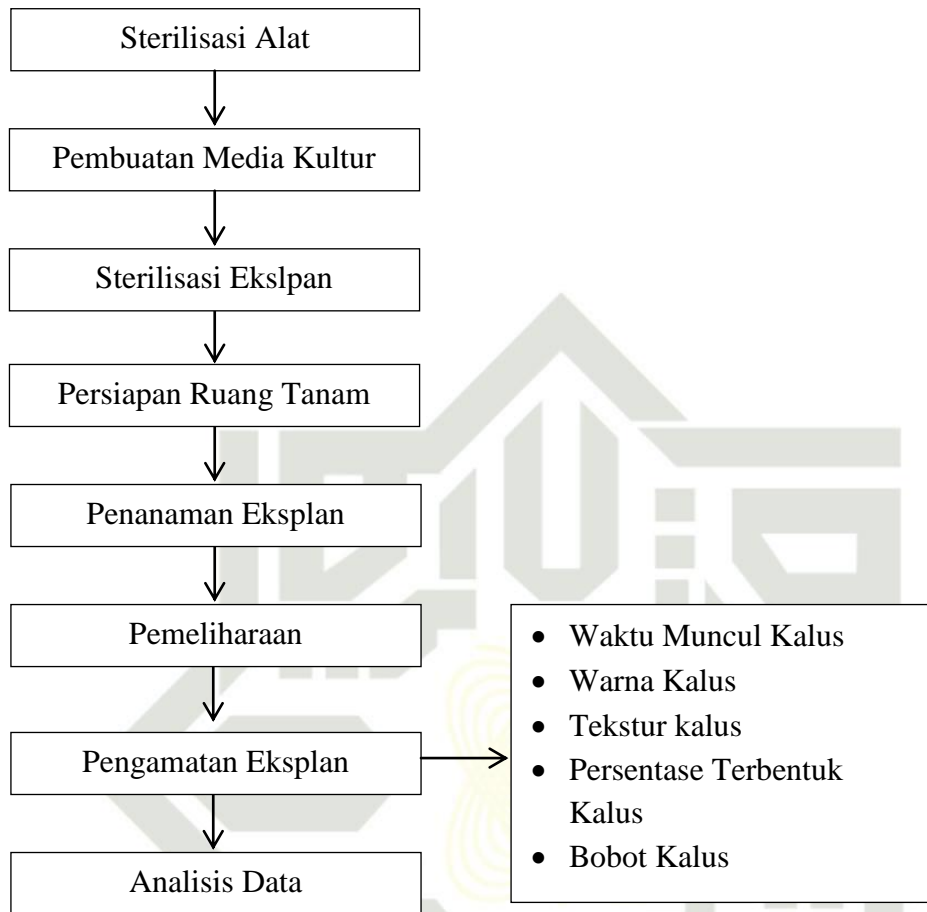 Sterilisasi Alat
Pembuatan Media Kultur
Sterilisasi Ekslpan
Persiapan Ruang Tanam
Penanaman Eksplan
Pemeliharaan
Pengamatan Eksplan
• Waktu Muncul Kalus
• Warna Kalus
• Tekstur kalus
• Persentase Terbentuk
Kalus
• Bobot Kalus
Analisis Data